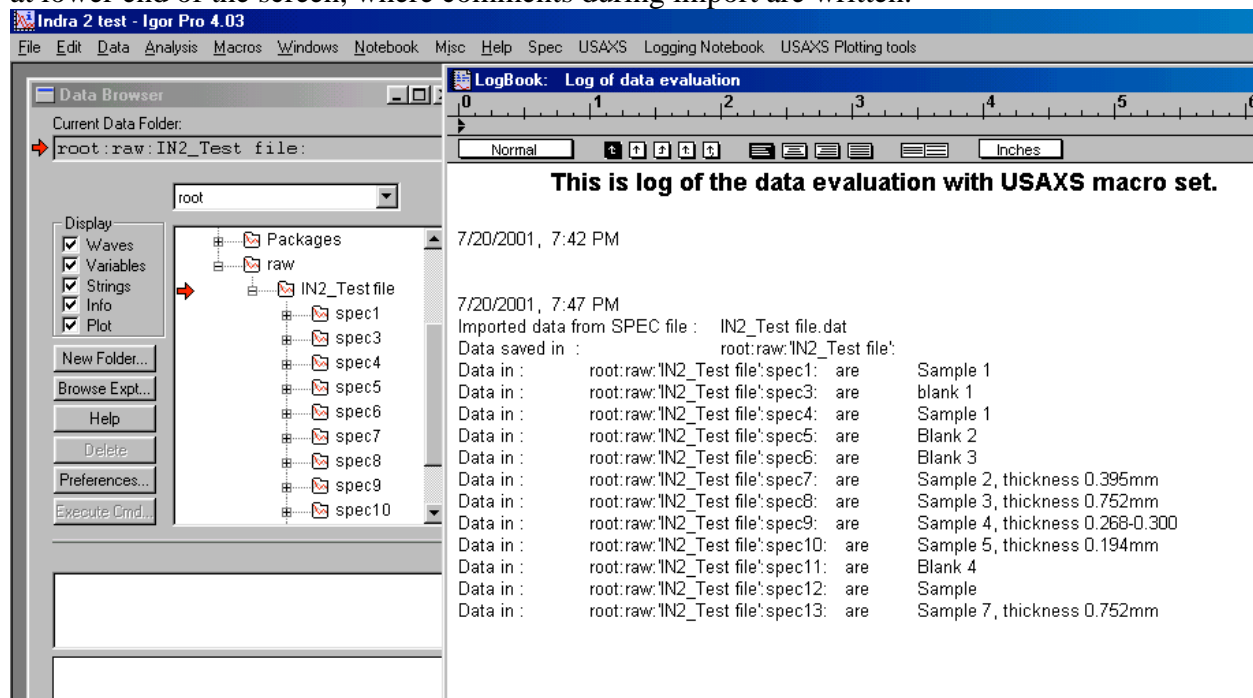 at lower end of the screen, where comments during import are written.
Indra 2 test - Igor Pro 4.03
File Edit Data Analysis Macros Windows Notebook Misc Help Spec USAXS Logging Notebook USAXS Plotting tools
Data Browser
Current Data Folder:
root:raw:IN2_Test file:
root
Display
Waves
Variables
Strings
Info
Plot
New Folder...
Browse Expt...
Help
Delete
Preferences...
Execute Cmd...
Packages
raw
IN2_Test file
spec1
spec3
spec4
spec5
spec6
spec7
spec8
spec9
spec10
LogBook: Log of data evaluation
0 1 2 3 4 5
Normal Inches
This is log of the data evaluation with USAXS macro set.
7/20/2001, 7:42 PM
7/20/2001, 7:47 PM
Imported data from SPEC file : IN2_Test file.dat
Data saved in : root:raw:'IN2_Test file':
Data in : root:raw:'IN2_Test file':spec1: are Sample 1
Data in : root:raw:'IN2_Test file':spec3: are blank 1
Data in : root:raw:'IN2_Test file':spec4: are Sample 1
Data in : root:raw:'IN2_Test file':spec5: are Blank 2
Data in : root:raw:'IN2_Test file':spec6: are Blank 3
Data in : root:raw:'IN2_Test file':spec7: are Sample 2, thickness 0.395mm
Data in : root:raw:'IN2_Test file':spec8: are Sample 3, thickness 0.752mm
Data in : root:raw:'IN2_Test file':spec9: are Sample 4, thickness 0.268-0.300
Data in : root:raw:'IN2_Test file':spec10: are Sample 5, thickness 0.194mm
Data in : root:raw:'IN2_Test file':spec11: are Blank 4
Data in : root:raw:'IN2_Test file':spec12: are Sample
Data in : root:raw:'IN2_Test file':spec13: are Sample 7, thickness 0.752mm